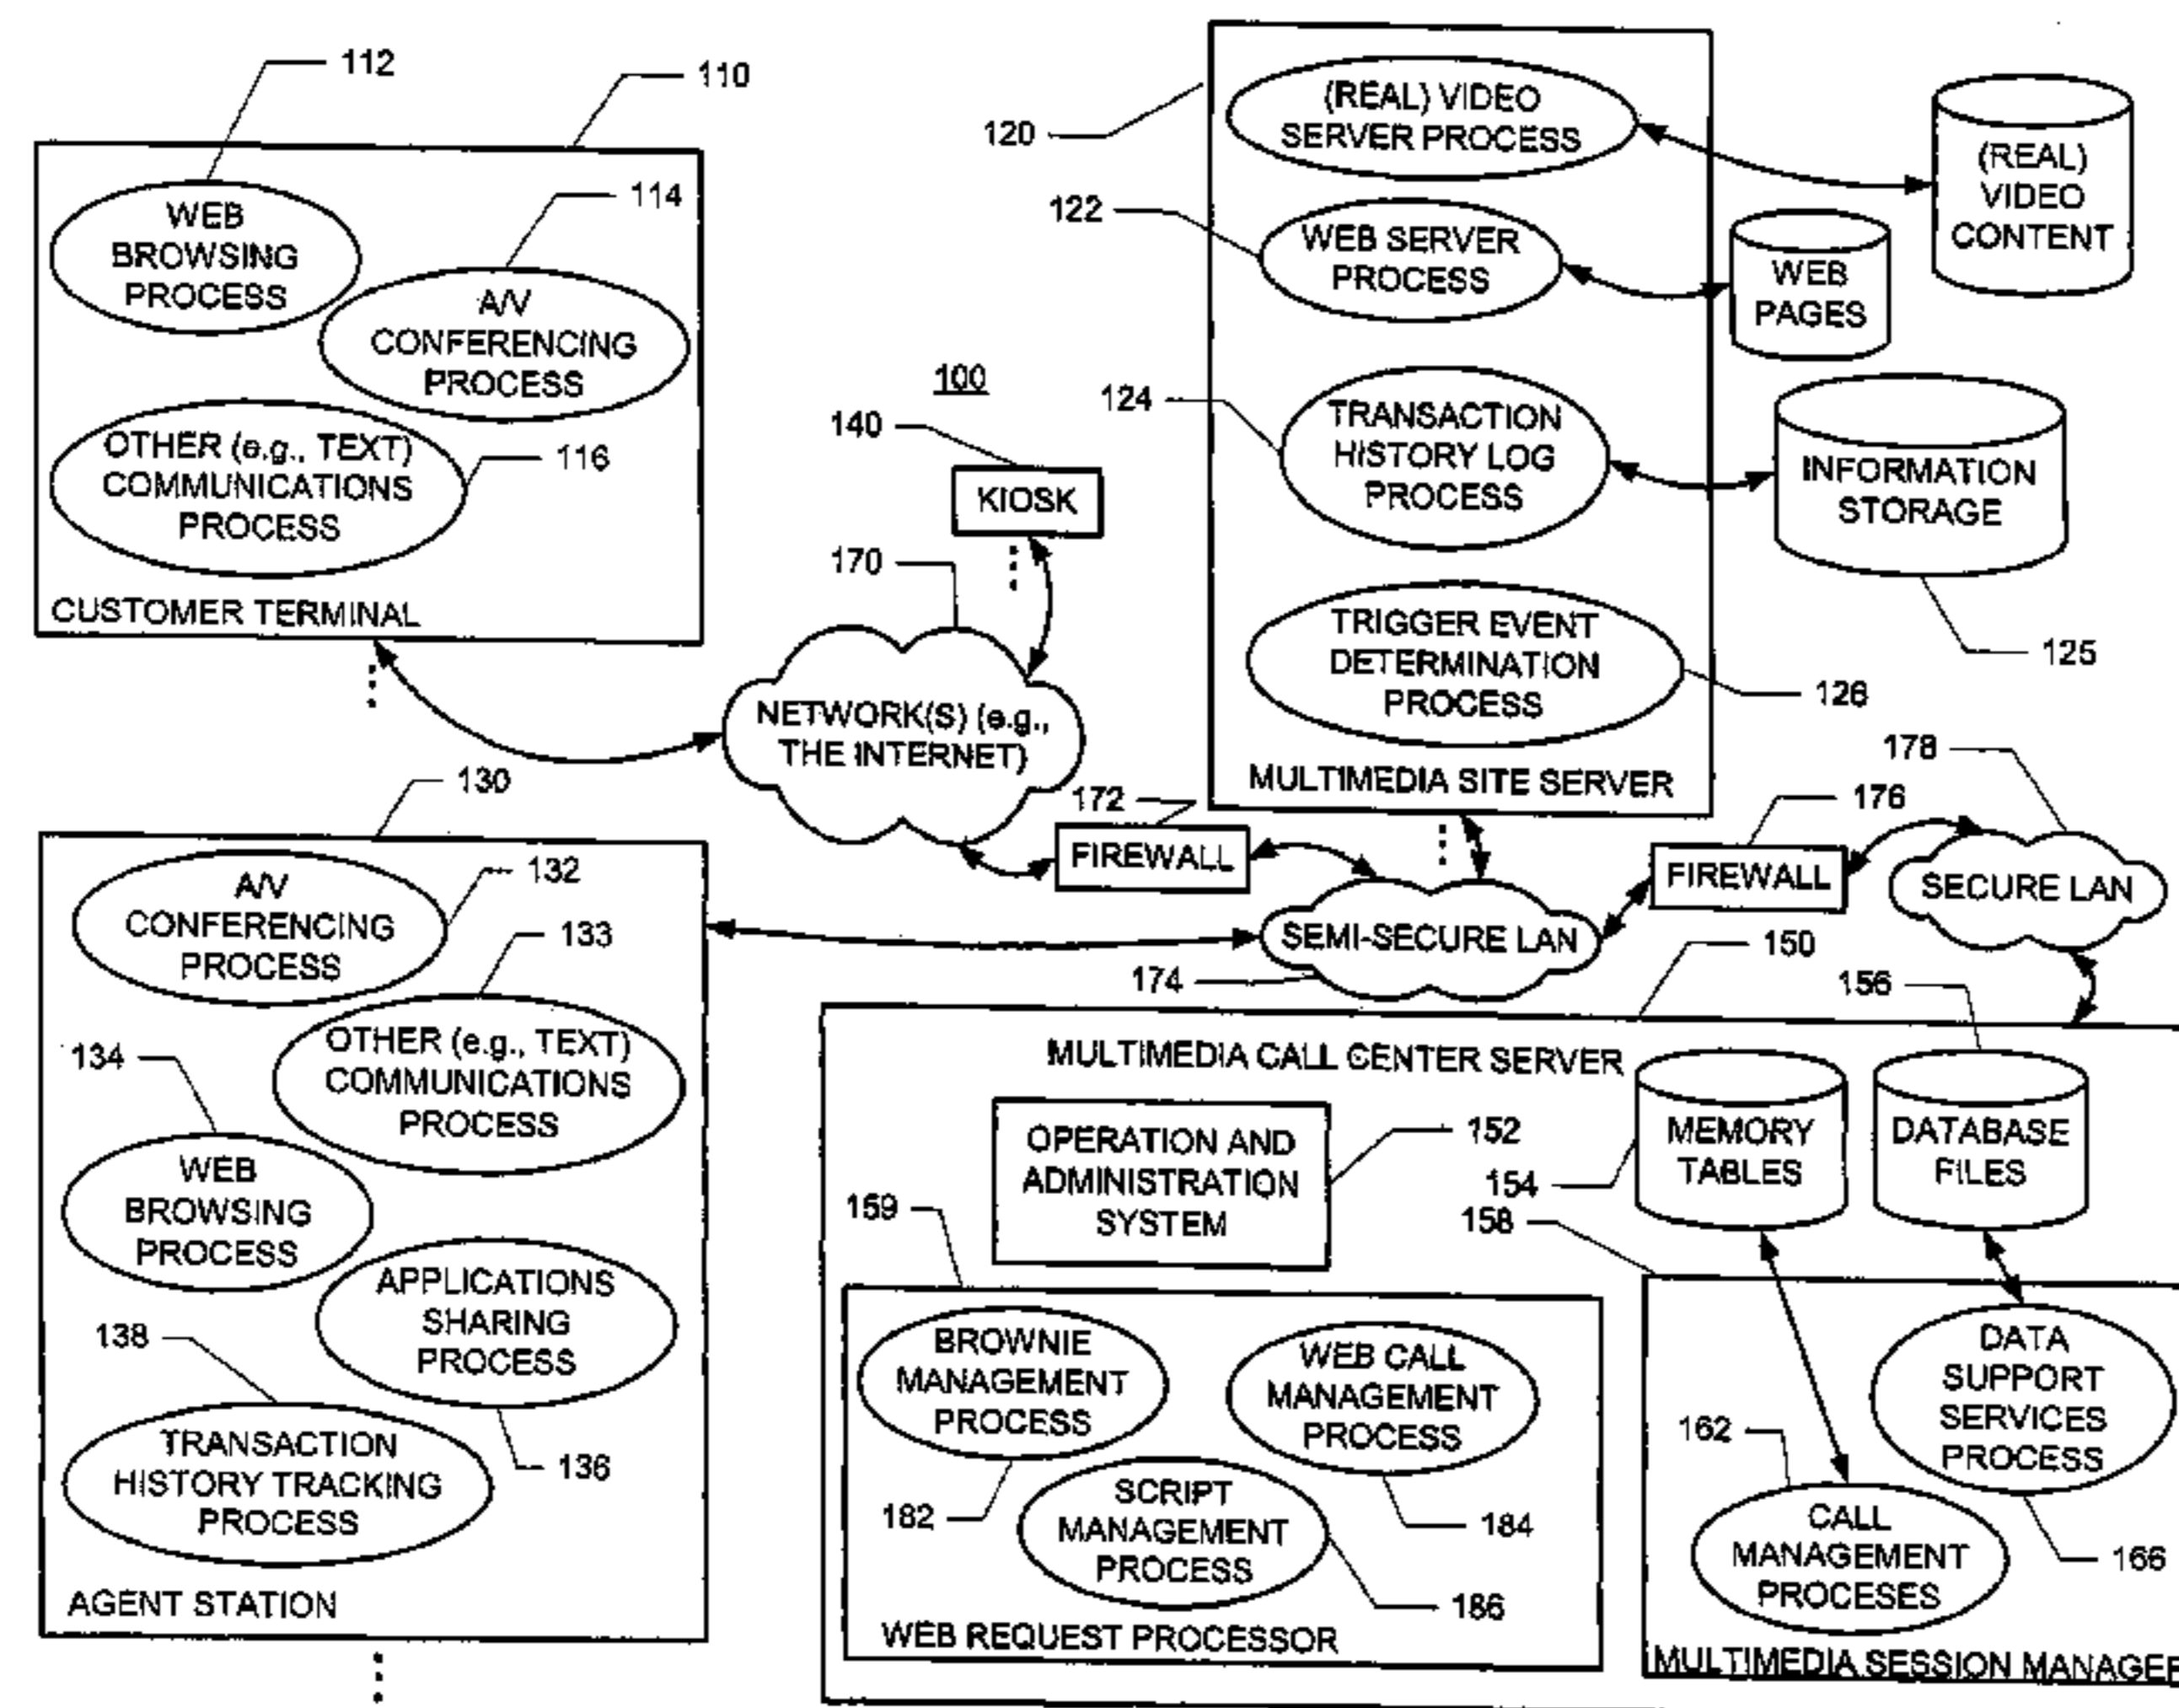 112
110
WEB
BROWSING
PROCESS
114
A/V
CONFERENCING
PROCESS
OTHER (e.g., TEXT)
COMMUNICATIONS
PROCESS
116
CUSTOMER TERMINAL
100
140
KIOSK
170
NETWORK(S) (e.g.,
THE INTERNET)
120
(REAL) VIDEO
SERVER PROCESS
(REAL)
VIDEO
CONTENT
122
WEB SERVER
PROCESS
WEB
PAGES
124
TRANSACTION
HISTORY LOG
PROCESS
INFORMATION
STORAGE
125
TRIGGER EVENT
DETERMINATION
PROCESS
126
MULTIMEDIA SITE SERVER
172
FIREWALL
SEMI-SECURE LAN
174
176
FIREWALL
178
SECURE LAN
130
A/V
CONFERENCING
PROCESS
132
133
OTHER (e.g., TEXT)
COMMUNICATIONS
PROCESS
134
WEB
BROWSING
PROCESS
APPLICATIONS
SHARING
PROCESS
136
138
TRANSACTION
HISTORY TRACKING
PROCESS
AGENT STATION
150
MULTIMEDIA CALL CENTER SERVER
OPERATION AND
ADMINISTRATION
SYSTEM
152
154
MEMORY
TABLES
156
DATABASE
FILES
159
BROWNIE
MANAGEMENT
PROCESS
182
WEB CALL
MANAGEMENT
PROCESS
184
SCRIPT
MANAGEMENT
PROCESS
186
WEB REQUEST PROCESSOR
158
DATA
SUPPORT
SERVICES
PROCESS
166
162
CALL
MANAGEMENT
PROCESES
MULTIMEDIA SESSION MANAGER